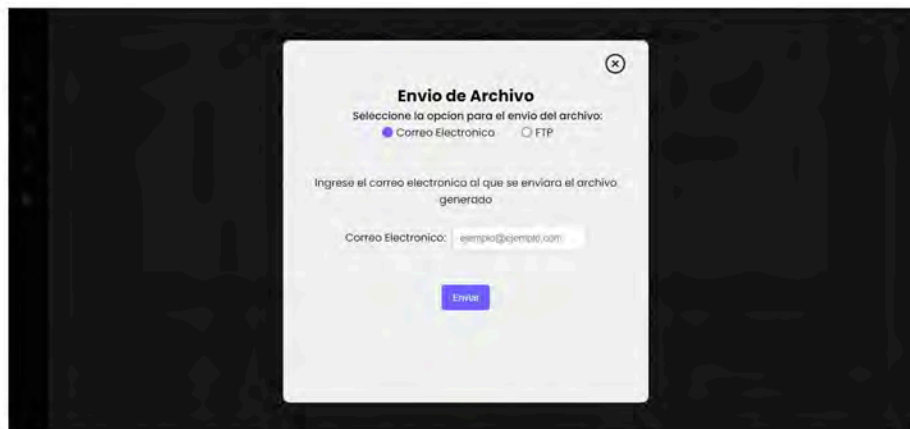 Envio de Archivo
Seleccione la opcion para el envio del archivo:
Correo Electronico FTP
Ingrese el correo electronico al que se enviara el archivo
generado
Correo Electronico: ejemplo@ejemplo.com
Enviar